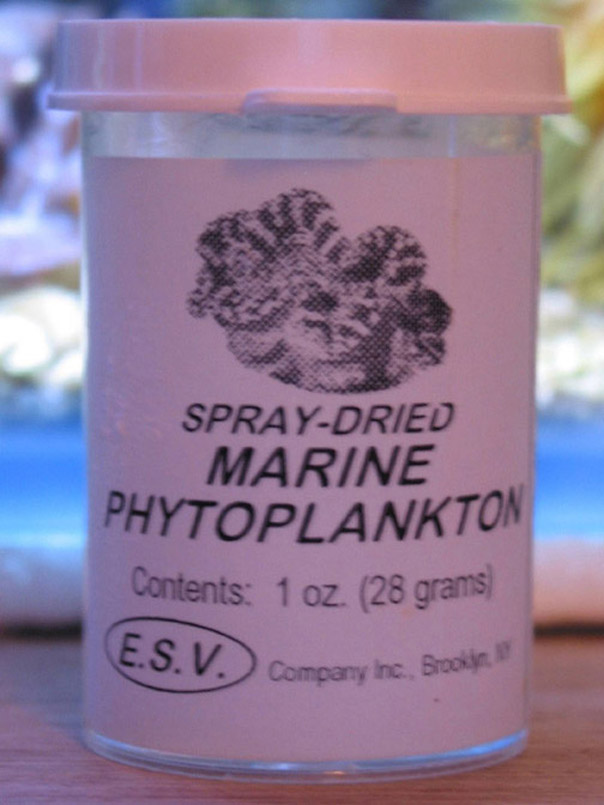 SPRAY-DRIED
MARINE
PHYTOPLANKTON
Contents: 1 oz. (28 grams)
E.S.V. Company Inc., Brooklyn, NY